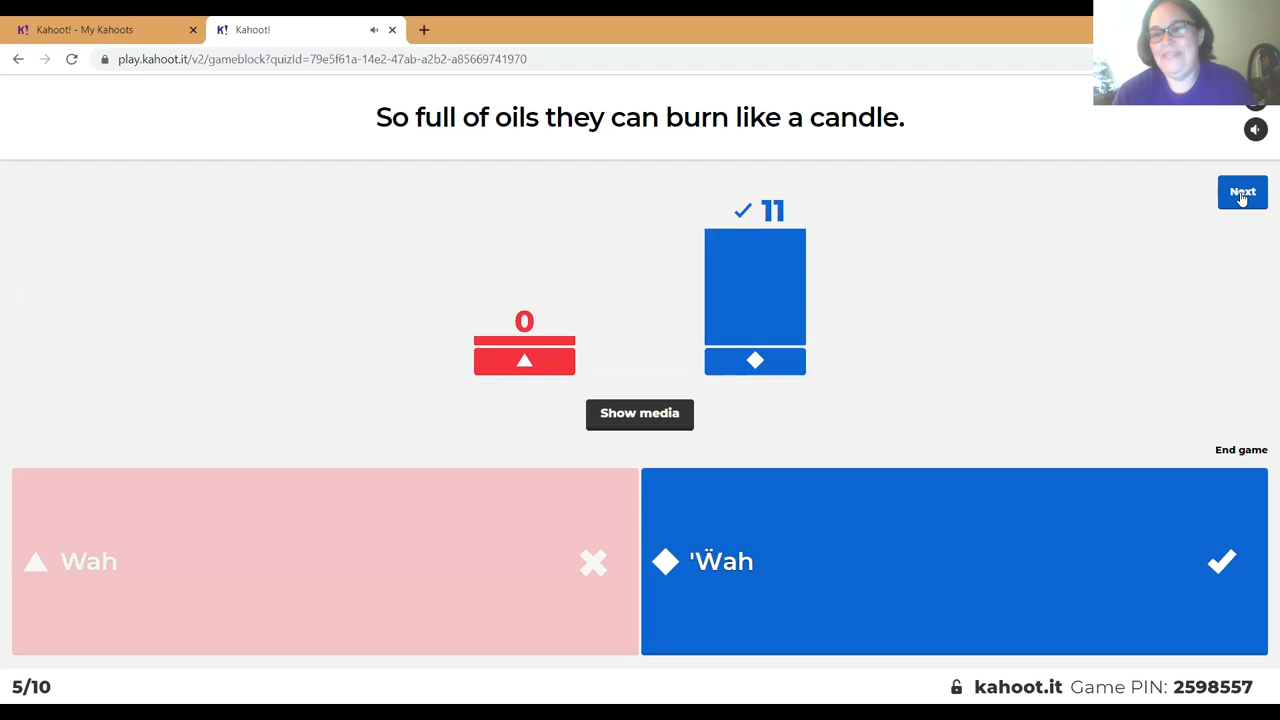 Kahoot! - My Kahoots
Kahoot!
play.kahoot.it/v2/gameblock?quizId=79e5f61a-14e2-47ab-a2b2-a85669741970
So full of oils they can burn like a candle.
Next
11
0
Show media
End game
Wah
'Ẅah
5/10
kahoot.it Game PIN: 2598557